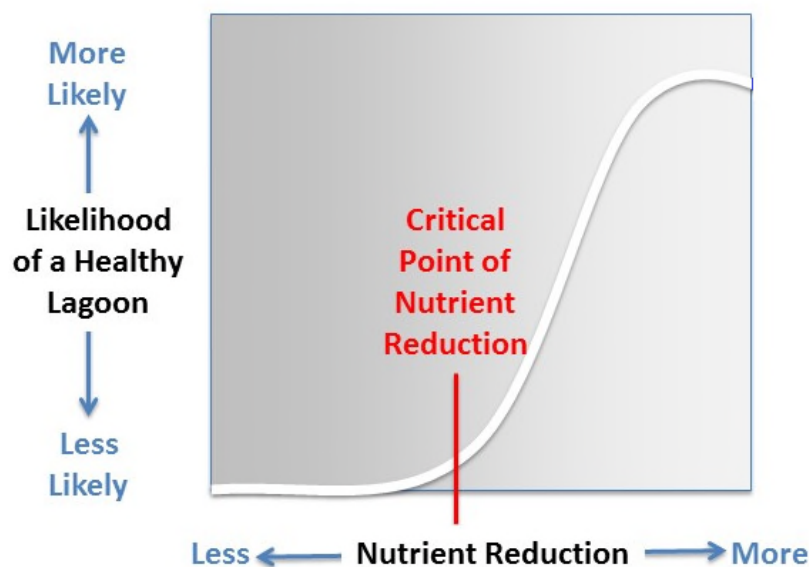 More
Likely
Likelihood
of a Healthy
Lagoon
Less
Likely
Critical
Point of
Nutrient
Reduction
Less
Nutrient Reduction
More